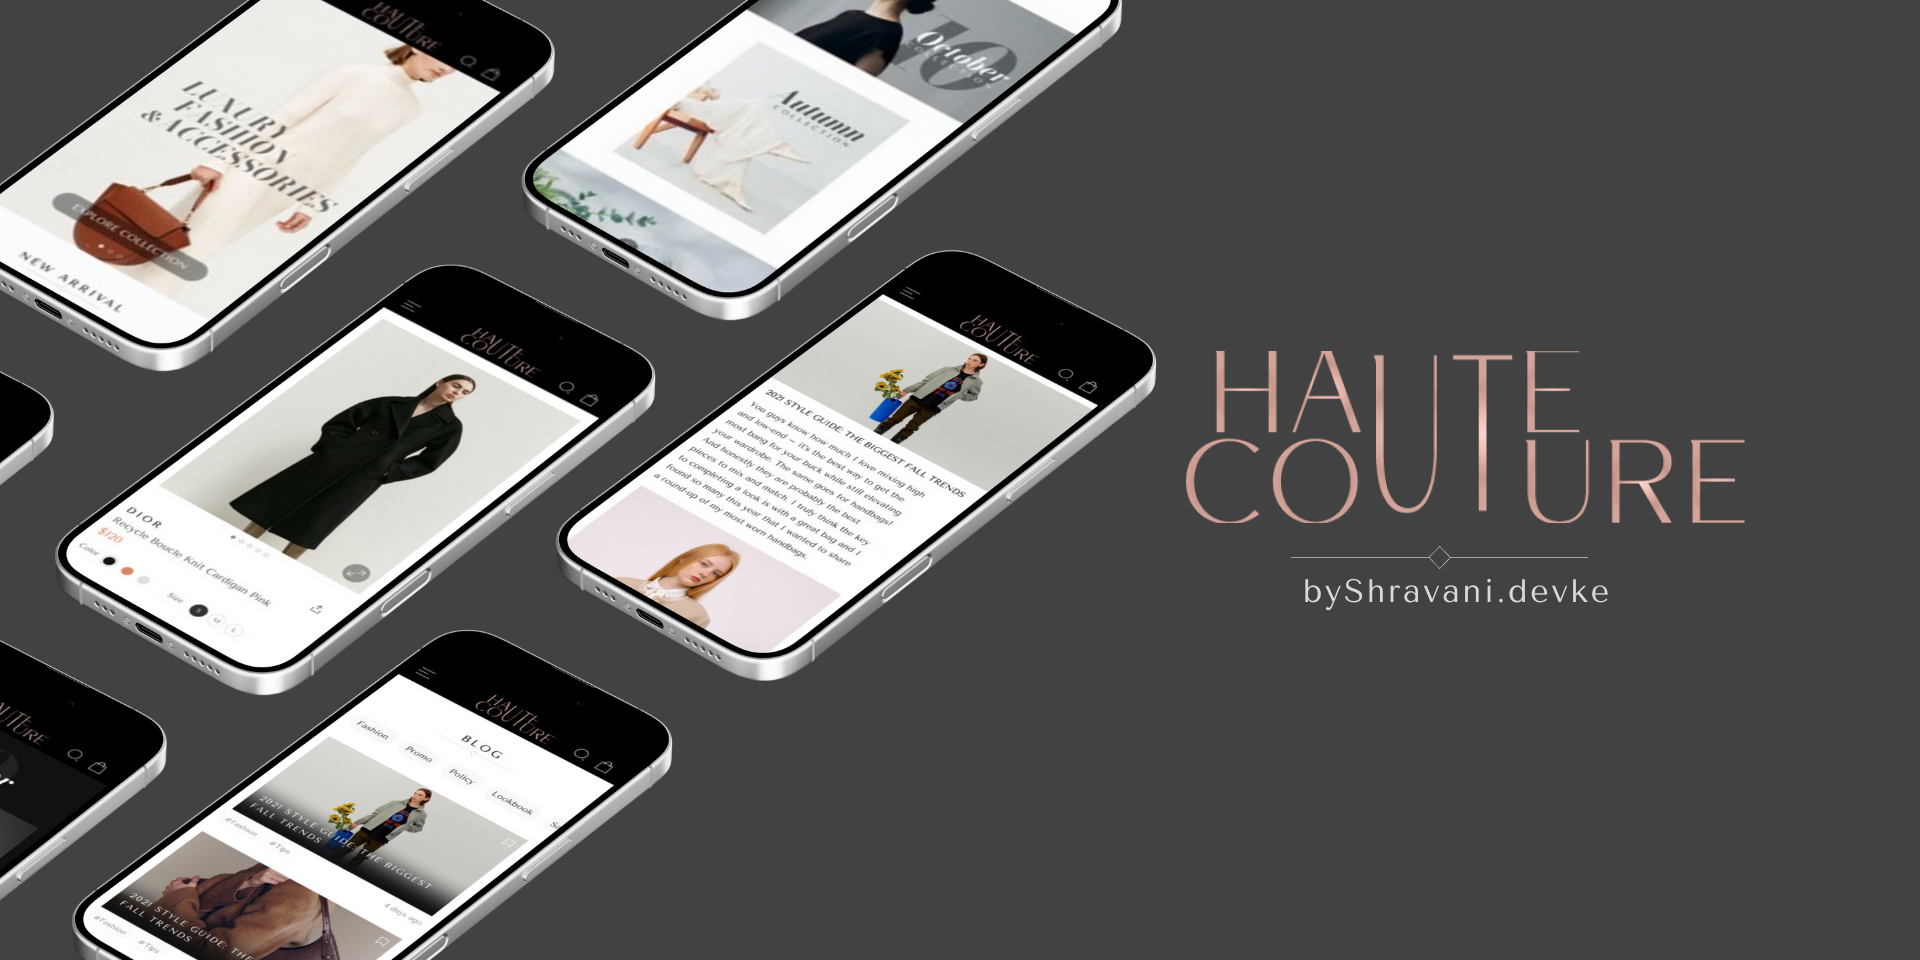 HAUTE
COUTURE
LUXURY
FASHION
& ACCESSORIES
EXPLORE COLLECTION
NEW ARRIVAL
10
October
COLLECTION
Autumn
COLLECTION
HAUTE
COUTURE
DIOR
Recycle Boucle Knit Cardigan Pink
$120
Color
Size
S
M
L
HAUTE
COUTURE
2021 STYLE GUIDE: THE BIGGEST FALL TRENDS
You guys know how much I love mixing high
and low-end – it's the best way to get the
most bang for your buck while still elevating
your wardrobe. The same goes for handbags!
And honestly they are probably the best
pieces to mix and match. I truly think the key
to completing a look is with a great bag and I
found so many this year that I wanted to share
a round-up of my most worn handbags.
HAUTE
COUTURE
byShravani.devke
HAUTE
COUTURE
HAUTE
COUTURE
BLOG
Fashion
Promo
Policy
Lookbook
2021 STYLE GUIDE: THE BIGGEST
FALL TRENDS
#Fashion
#Tips
4 days ago
2021 STYLE GUIDE: THE
FALL TRENDS
#Fashion
#Tips